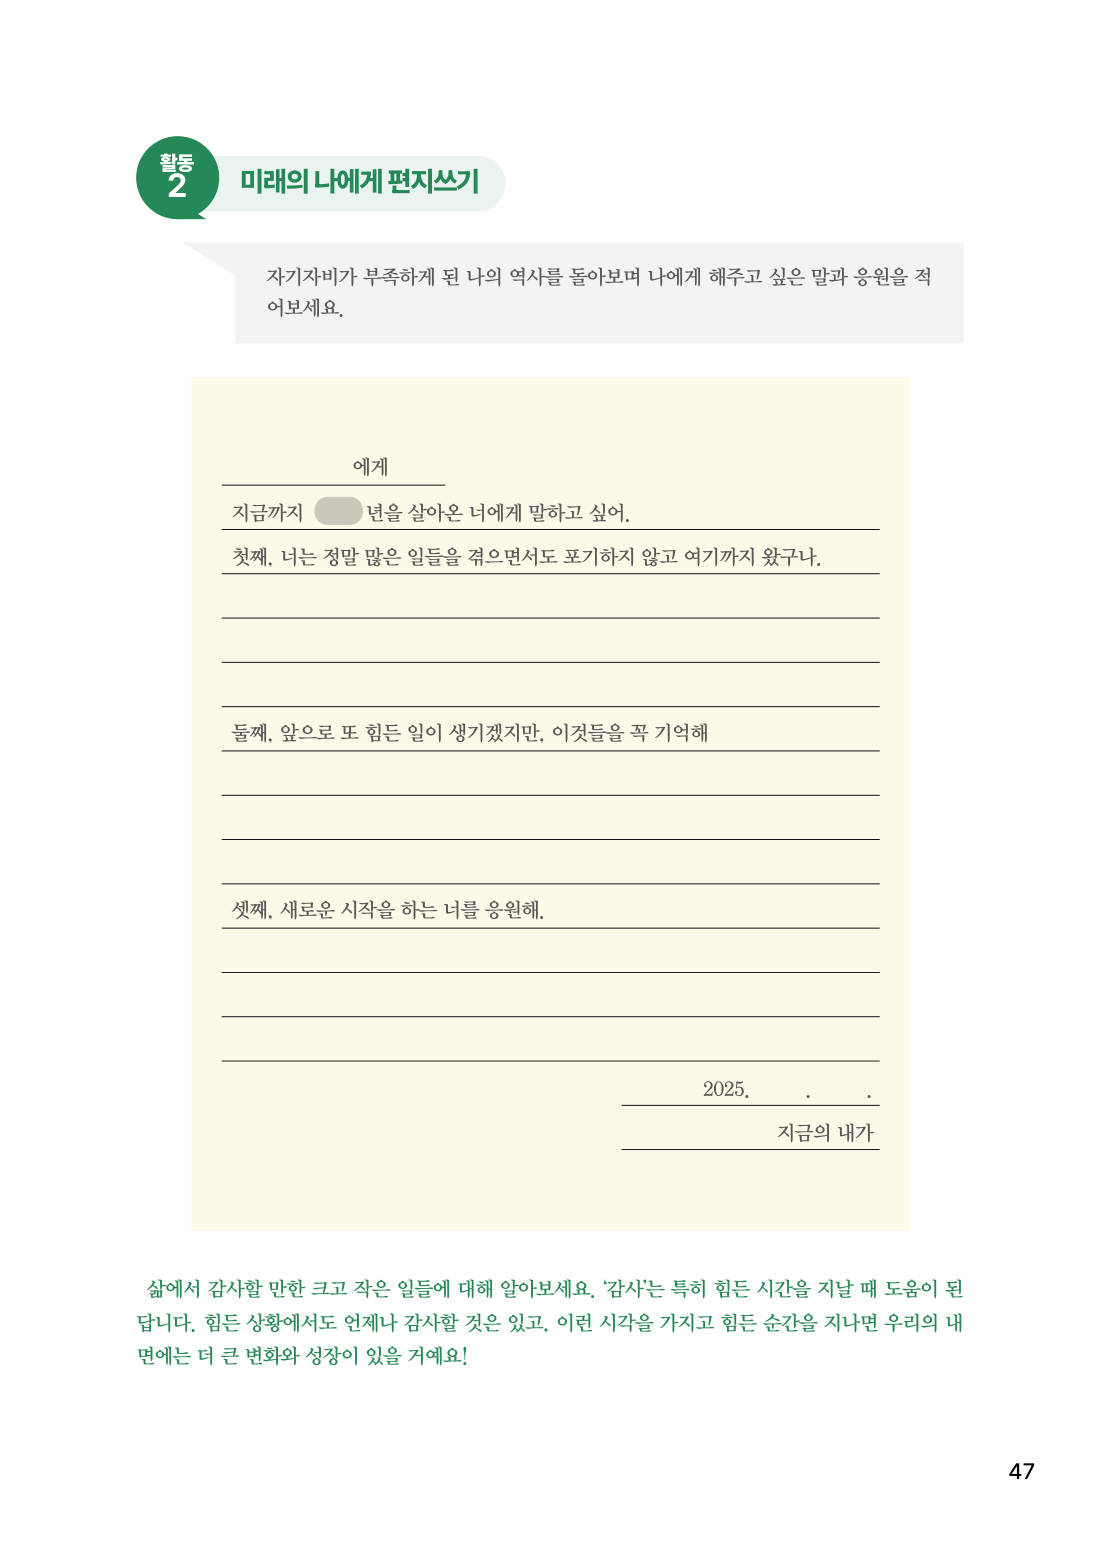 활동
2
미래의 나에게 편지쓰기
자기자비가 부족하게 된 나의 역사를 돌아보며 나에게 해주고 싶은 말과 응원을 적
어보세요.
에게
지금까지 년을 살아온 너에게 말하고 싶어.
첫째, 너는 정말 많은 일들을 겪으면서도 포기하지 않고 여기까지 왔구나.
둘째, 앞으로 또 힘든 일이 생기겠지만, 이것들을 꼭 기억해
셋째, 새로운 시작을 하는 너를 응원해.
2025. . .
지금의 내가
삶에서 감사할 만한 크고 작은 일들에 대해 알아보세요. ‘감사’는 특히 힘든 시간을 지날 때 도움이 된
답니다. 힘든 상황에서도 언제나 감사할 것은 있고, 이런 시각을 가지고 힘든 순간을 지나면 우리의 내
면에는 더 큰 변화와 성장이 있을 거예요!
47